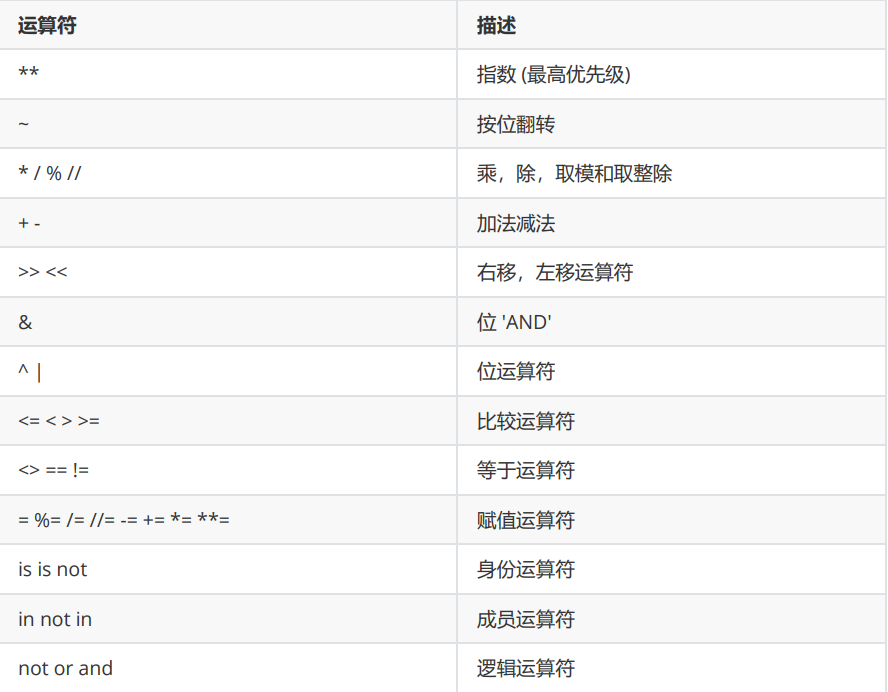 运算符 描述
** 指数 (最高优先级)
~ 按位翻转
* / % // 乘，除，取模和取整除
+ - 加法减法
>> << 右移，左移运算符
& 位 'AND'
^ | 位运算符
<= < > >= 比较运算符
<> == != 等于运算符
= %= /= //= -= += *= **= 赋值运算符
is is not 身份运算符
in not in 成员运算符
not or and 逻辑运算符